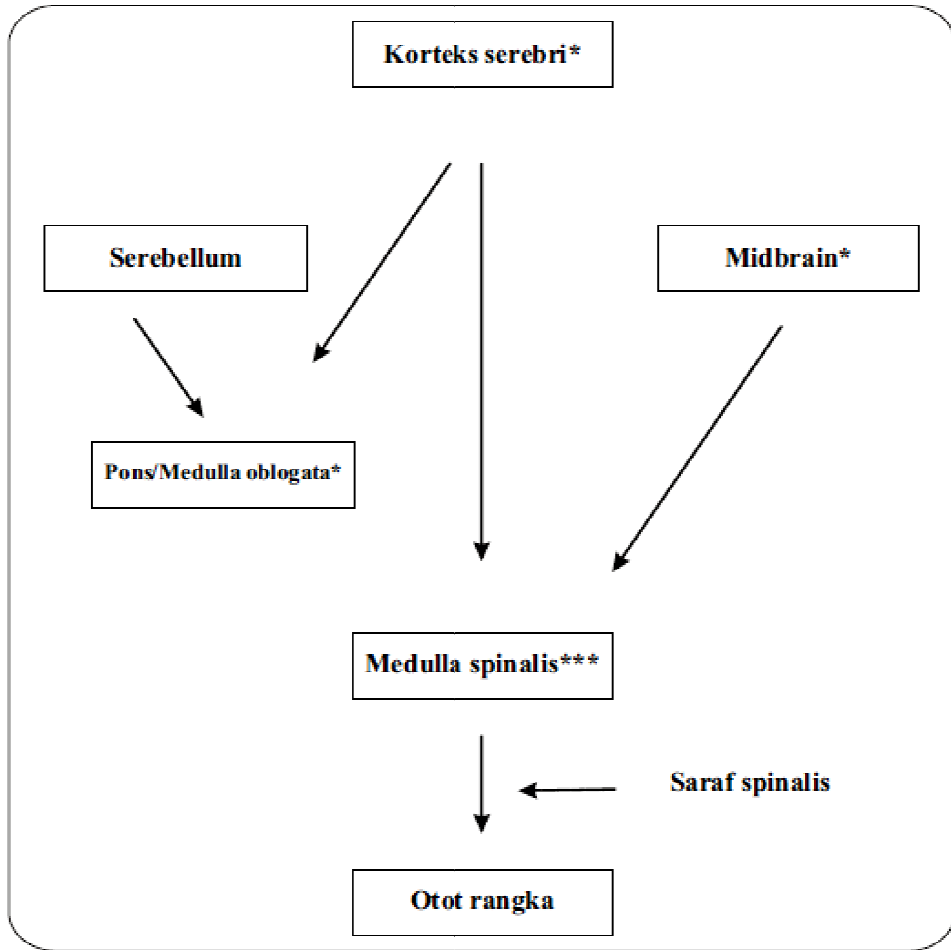 Korteks serebri*
Serebellum
Midbrain*
Pons/Medulla oblogata*
Medulla spinalis***
Saraf spinalis
Otot rangka